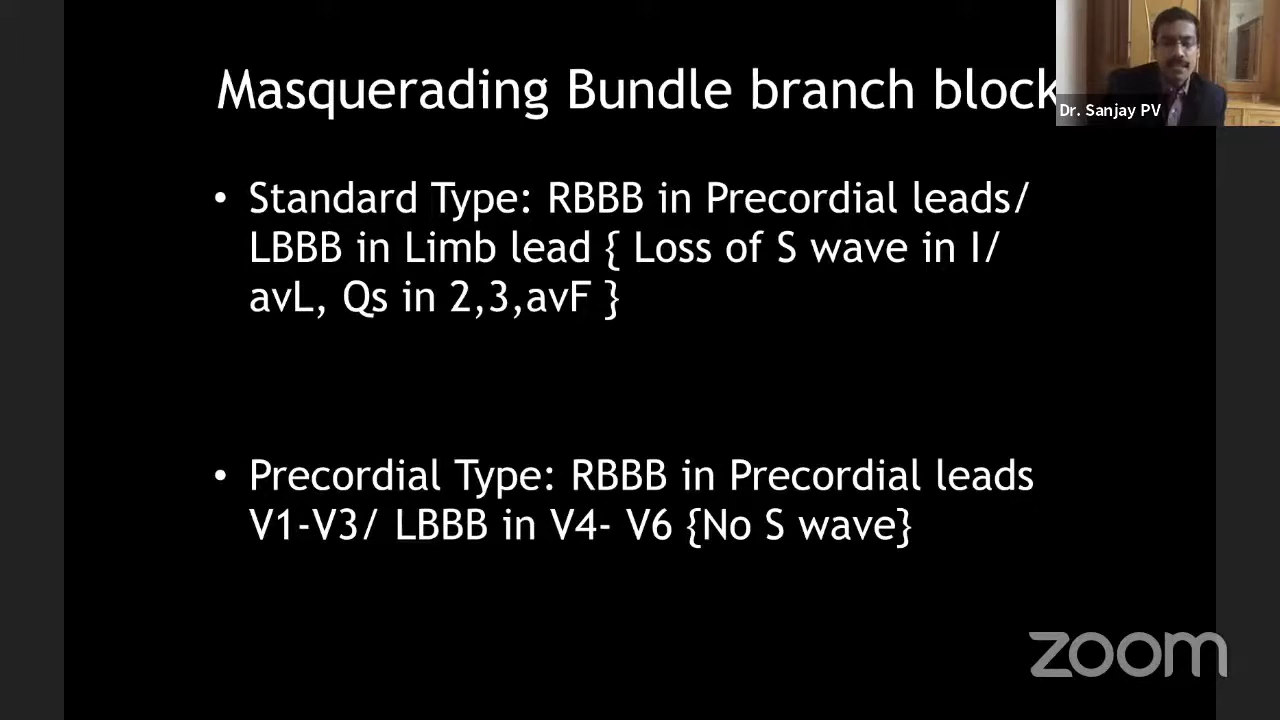 Masquerading Bundle branch block
Dr. Sanjay PV
• Standard Type: RBBB in Precordial leads/
LBBB in Limb lead { Loss of S wave in I/
avL, Qs in 2,3,avF }
• Precordial Type: RBBB in Precordial leads
V1-V3/ LBBB in V4- V6 {No S wave}
zoom